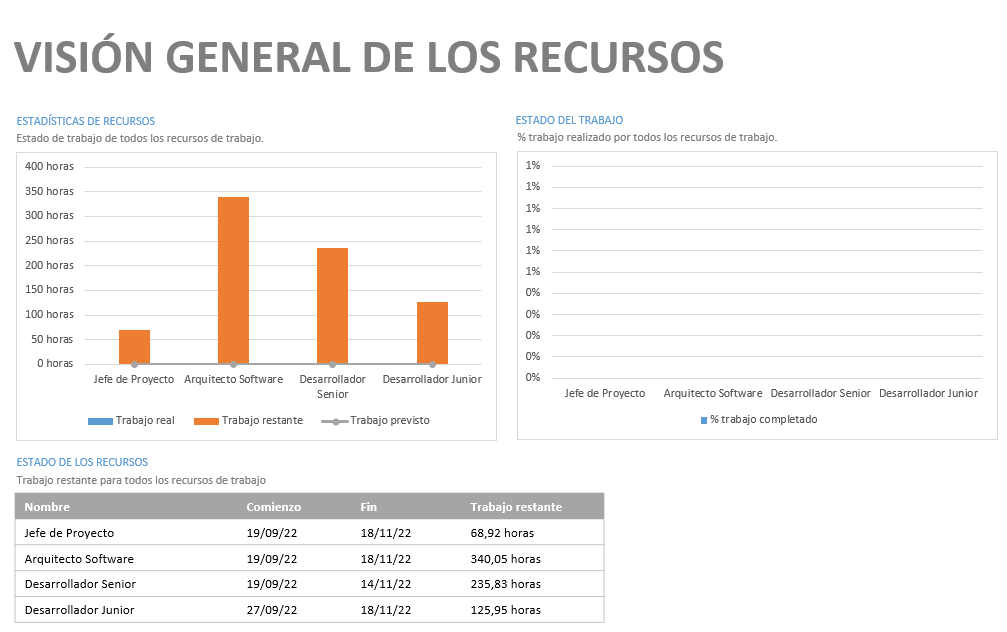 VISIÓN GENERAL DE LOS RECURSOS
ESTADÍSTICAS DE RECURSOS
Estado de trabajo de todos los recursos de trabajo.
400 horas
350 horas
300 horas
250 horas
200 horas
150 horas
100 horas
50 horas
0 horas
Jefe de Proyecto Arquitecto Software Desarrollador Senior Desarrollador Junior
Trabajo real Trabajo restante Trabajo previsto
ESTADO DEL TRABAJO
% trabajo realizado por todos los recursos de trabajo.
1%
1%
1%
1%
1%
1%
0%
0%
0%
0%
0%
Jefe de Proyecto Arquitecto Software Desarrollador Senior Desarrollador Junior
% trabajo completado
ESTADO DE LOS RECURSOS
Trabajo restante para todos los recursos de trabajo
Nombre Comienzo Fin Trabajo restante
Jefe de Proyecto 19/09/22 18/11/22 68,92 horas
Arquitecto Software 19/09/22 18/11/22 340,05 horas
Desarrollador Senior 19/09/22 14/11/22 235,83 horas
Desarrollador Junior 27/09/22 18/11/22 125,95 horas